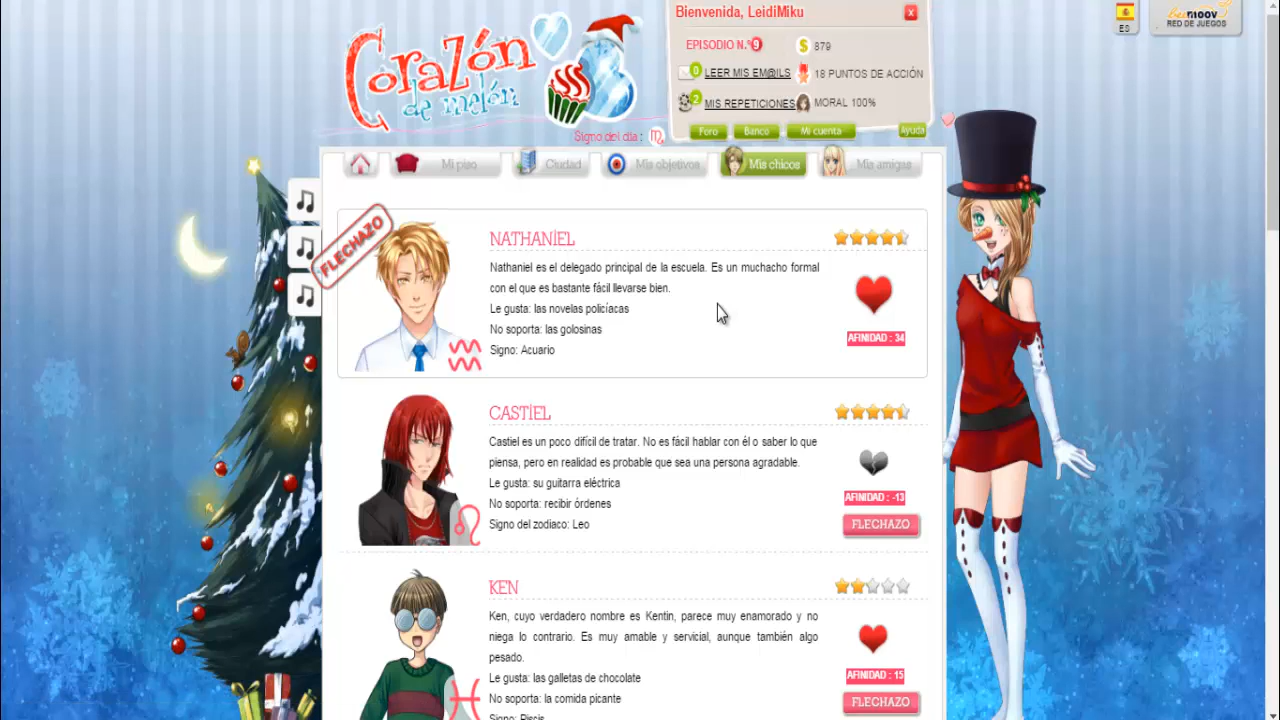 Corazón
de melón
Bienvenida, LeidiMiku
x
EPISODIO N.º9
$ 879
0 LEER MIS EM@ILS
18 PUNTOS DE ACCIÓN
2 MIS REPETICIONES
MORAL 100%
Foro
Banco
Mi cuenta
Ayuda
ES
beemoov
RED DE JUEGOS
Signo del día :
Mi piso
Ciudad
Mis objetivos
Mis chicos
Mis amigas
FLECHAZO
NATHANIEL
Nathaniel es el delegado principal de la escuela. Es un muchacho formal
con el que es bastante fácil llevarse bien.
Le gusta: las novelas policíacas
No soporta: las golosinas
Signo: Acuario
AFINIDAD : 34
CASTIEL
Castiel es un poco difícil de tratar. No es fácil hablar con él o saber lo que
piensa, pero en realidad es probable que sea una persona agradable.
Le gusta: su guitarra eléctrica
No soporta: recibir órdenes
Signo del zodiaco: Leo
AFINIDAD : -13
FLECHAZO
KEN
Ken, cuyo verdadero nombre es Kentin, parece muy enamorado y no
niega lo contrario. Es muy amable y servicial, aunque también algo
pesado.
Le gusta: las galletas de chocolate
No soporta: la comida picante
Signo: Piscis
AFINIDAD : 15
FLECHAZO